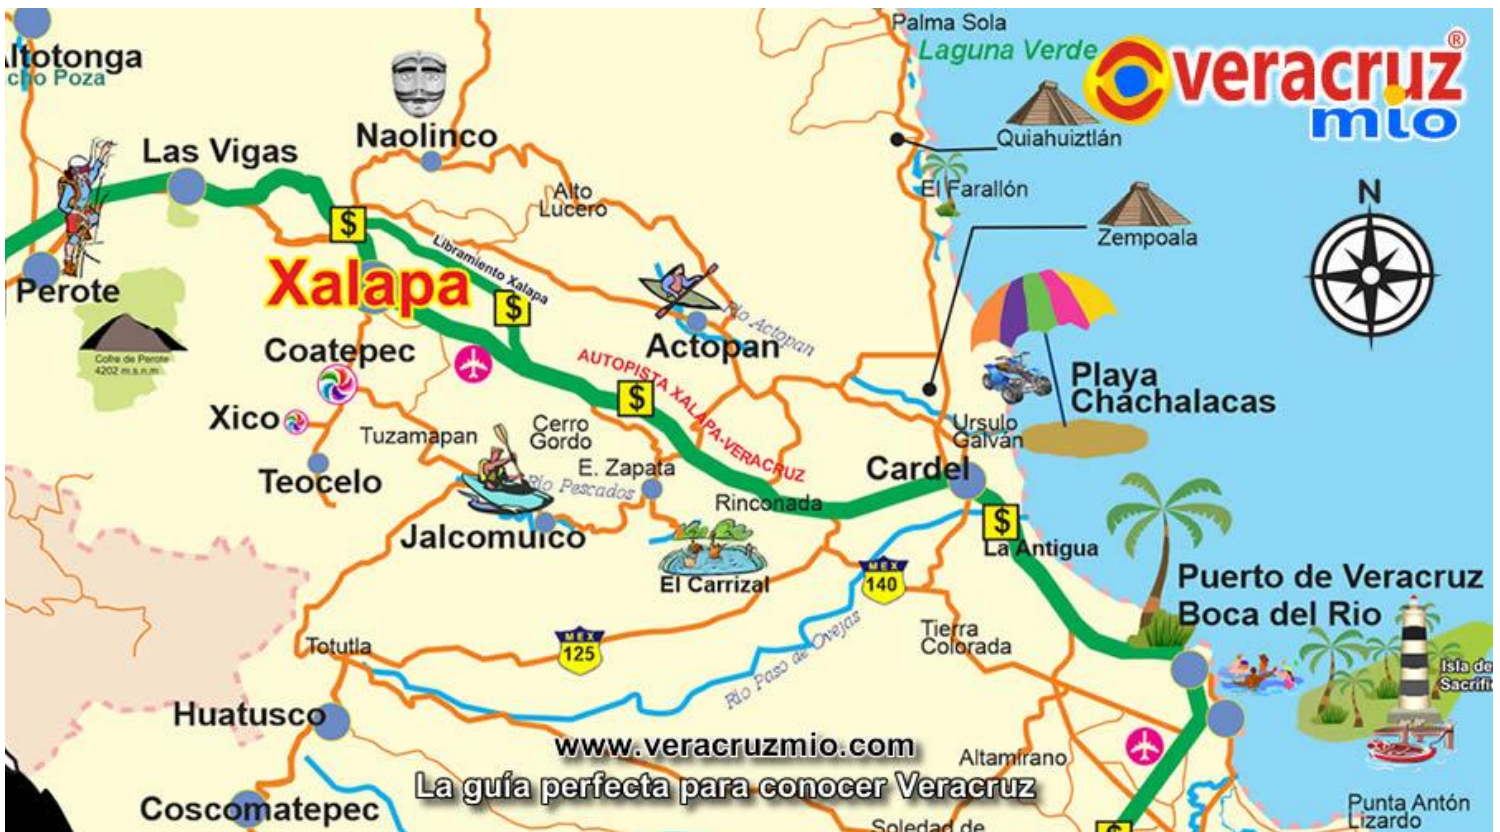 Palma Sola
Laguna Verde
veracruz®
mío
ltotonga
cho Poza
Naolinco
Quiahuiztlán
Las Vigas
Alto
Lucero
El Farallón
N
Zempoala
$
Libramiento Xalapa
Perote
Xalapa
$
Río Actopan
Actopan
Cofre de Perote
4202 m.s.n.m
Coatepec
AUTOPISTA XALAPA-VERACRUZ
$
Playa
Chachalacas
Xico
Tuzamapan
Cerro
Gordo
Ursulo
Galván
E. Zapata
Cardel
Teocelo
Río Pescados
Rinconada
$
Jalcomulco
La Antigua
El Carrizal
MEX
140
Puerto de Veracruz
Boca del Rio
Totutla
MEX
125
Río Paso de Ovejas
Tierra
Colorada
Isla de
Sacrifi
Huatusco
www.veracruzmio.com
Altamirano
La guía perfecta para conocer Veracruz
Coscomatepec
Soledad de
$
Punta Antón
Lizardo